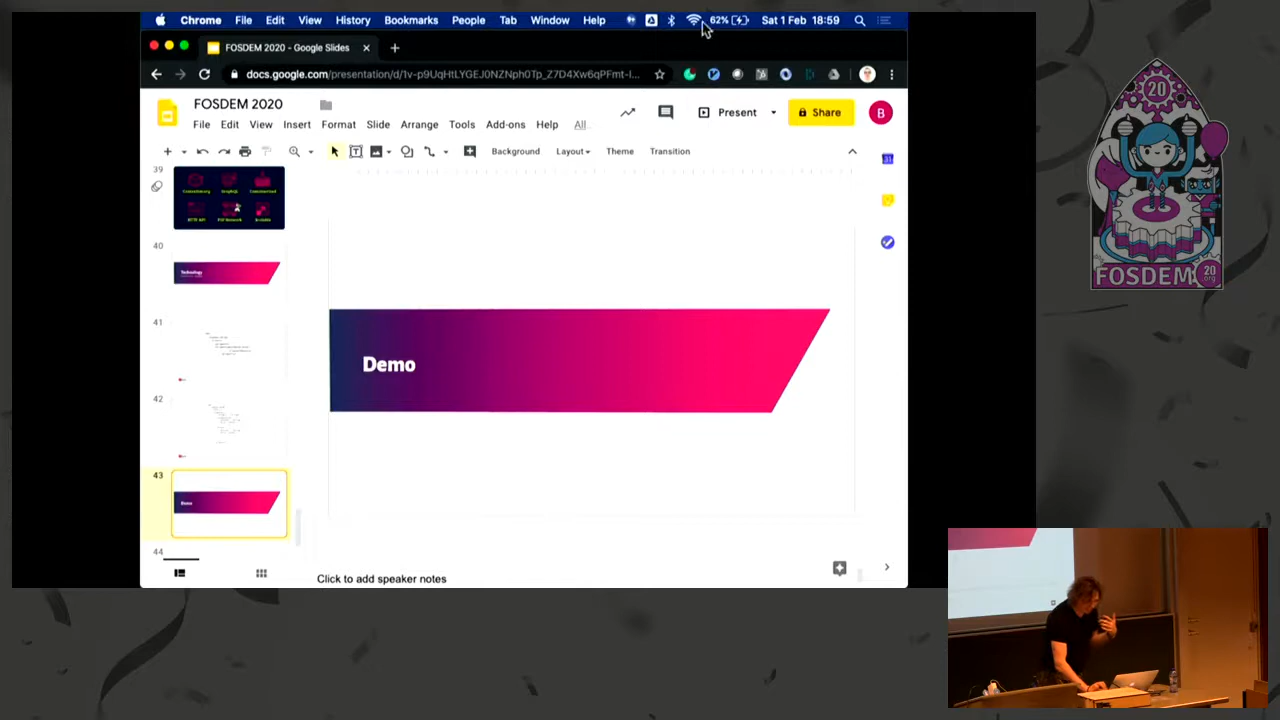 Chrome File Edit View History Bookmarks People Tab Window Help 62% Sat 1 Feb 18:59
FOSDEM 2020 - Google Slides
docs.google.com/presentation/d/1v-p9UqHtLYGEJ0NZNph0Tp_Z7D4Xw6qPFmt-I...
FOSDEM 2020
Present
Share
B
File Edit View Insert Format Slide Arrange Tools Add-ons Help All
Background Layout Theme Transition
39
40
Technology
41
42
43
Demo
44
Demo
Click to add speaker notes
31
20
FOSDEM 20
.org